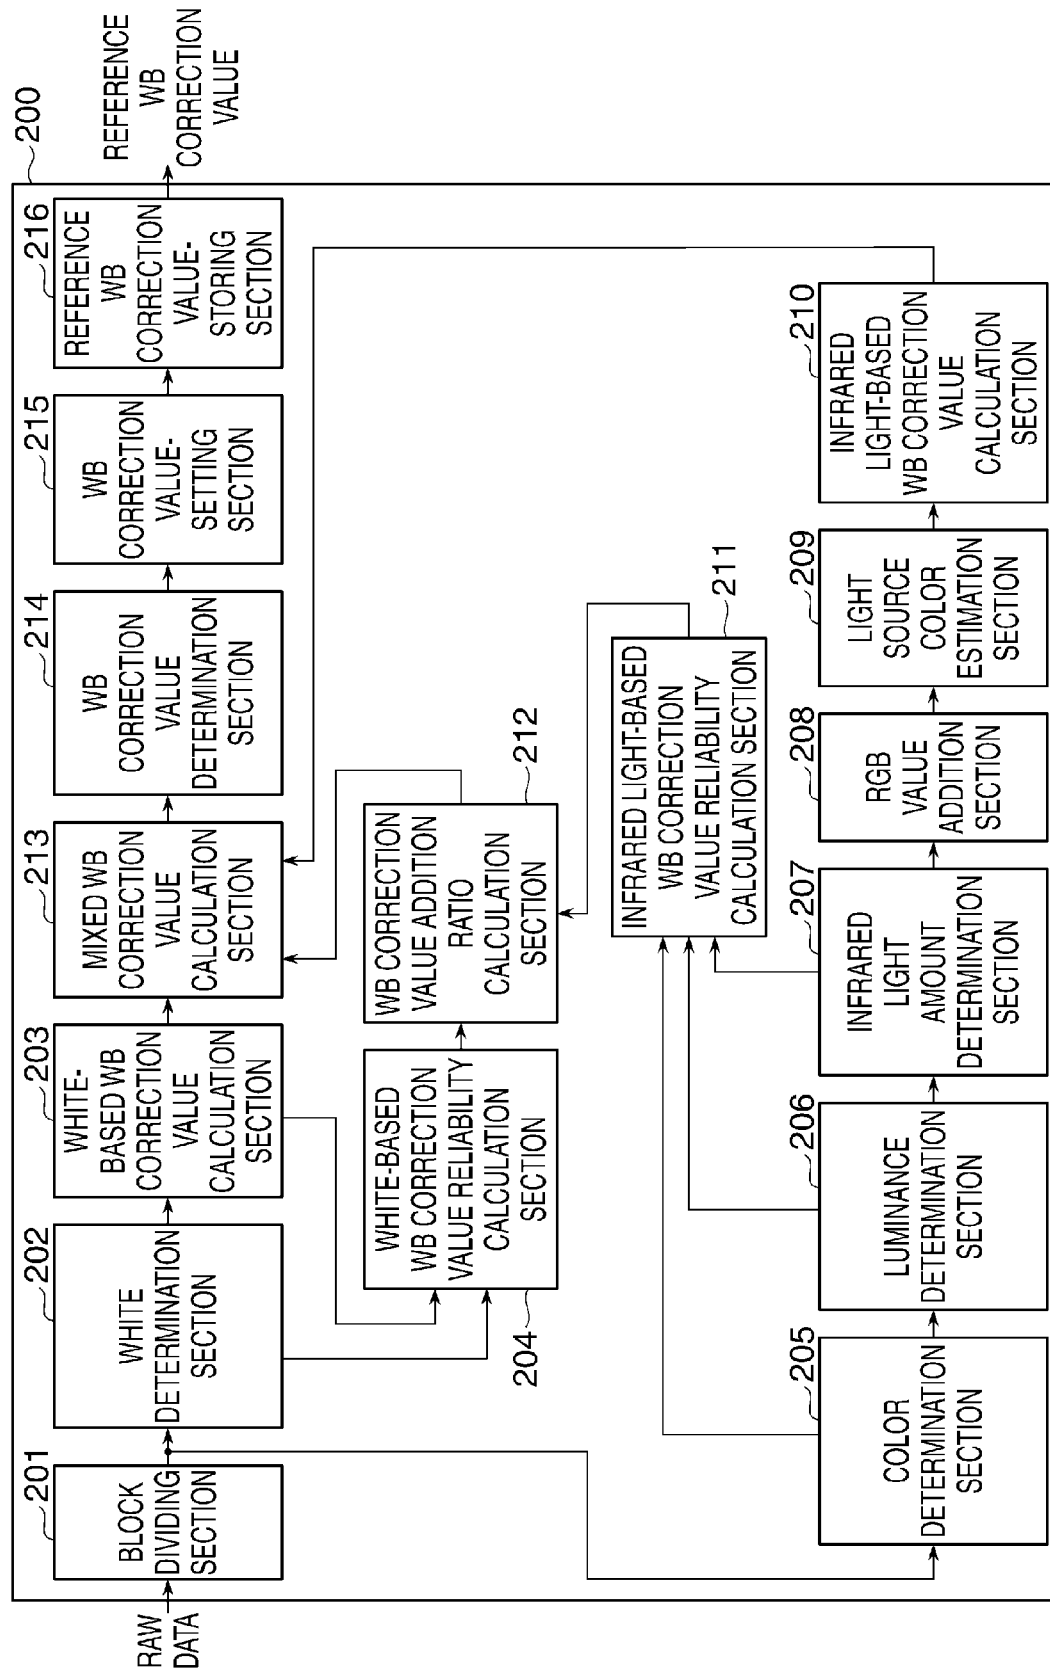 200
RAW
DATA
201
BLOCK
DIVIDING
SECTION
202
WHITE
DETERMINATION
SECTION
203
WHITE-
BASED WB
CORRECTION
VALUE
CALCULATION
SECTION
213
MIXED WB
CORRECTION
VALUE
CALCULATION
SECTION
214
WB
CORRECTION
VALUE
DETERMINATION
SECTION
215
WB
CORRECTION
VALUE-
SETTING
SECTION
216
REFERENCE
WB
CORRECTION
VALUE-
STORING
SECTION
REFERENCE
WB
CORRECTION
VALUE
WHITE-BASED
WB CORRECTION
VALUE RELIABILITY
CALCULATION
SECTION
204
WB CORRECTION
VALUE ADDITION
RATIO
CALCULATION
SECTION
212
INFRARED LIGHT-BASED
WB CORRECTION
VALUE RELIABILITY
CALCULATION SECTION
211
205
COLOR
DETERMINATION
SECTION
206
LUMINANCE
DETERMINATION
SECTION
207
INFRARED
LIGHT
AMOUNT
DETERMINATION
SECTION
208
RGB
VALUE
ADDITION
SECTION
209
LIGHT
SOURCE
COLOR
ESTIMATION
SECTION
210
INFRARED
LIGHT-BASED
WB CORRECTION
VALUE
CALCULATION
SECTION